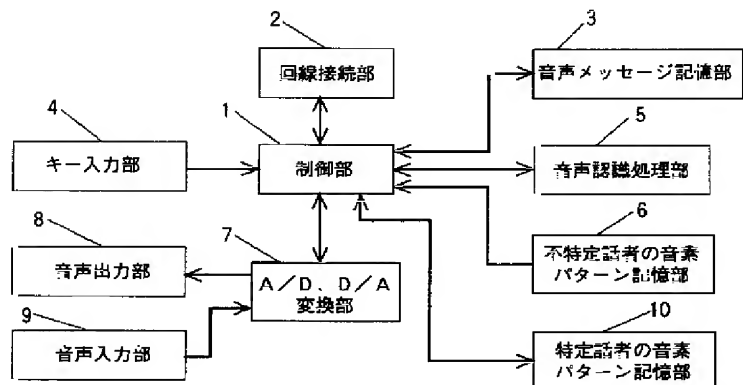 2
回線接続部
3
音声メッセージ記憶部
4
キー入力部
1
制御部
5
音声認識処理部
8
音声出力部
7
A/D、D/A
変換部
6
不特定話者の音素
パターン記憶部
9
音声入力部
10
特定話者の音素
パターン記憶部